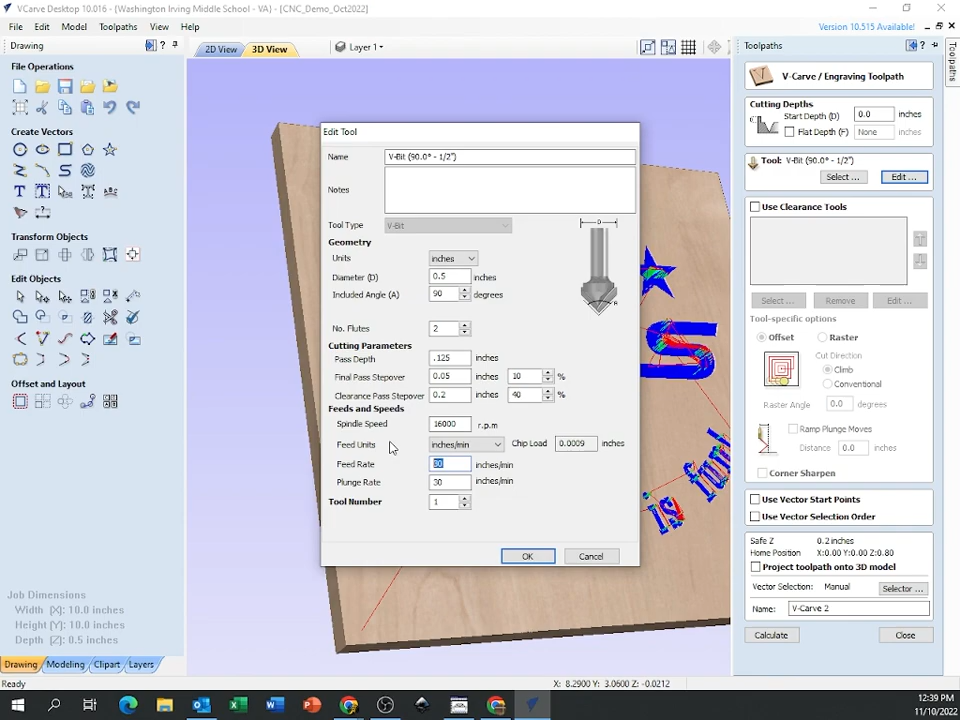 VCarve Desktop 10.016 - {Washington Irving Middle School - VA} - [CNC_Demo_Oct2022]
File Edit Model Toolpaths View Help
Version 10.515 Available!
Drawing
2D View 3D View Layer 1
Toolpaths
Toolpaths
File Operations
Create Vectors
Transform Objects
Edit Objects
Offset and Layout
Job Dimensions
Width [X]: 10.0 inches
Height [Y]: 10.0 inches
Depth [Z]: 0.5 inches
Drawing Modeling Clipart Layers
Ready
X: 8.2900 Y: 3.0600 Z: -0.0212
Edit Tool
Name V-Bit (90.0° - 1/2")
Notes
Tool Type V-Bit
Geometry
Units inches
Diameter (D) 0.5 inches
Included Angle (A) 90 degrees
No. Flutes 2
Cutting Parameters
Pass Depth .125 inches
Final Pass Stepover 0.05 inches 10 %
Clearance Pass Stepover 0.2 inches 40 %
Feeds and Speeds
Spindle Speed 16000 r.p.m
Feed Units inches/min Chip Load 0.0009 inches
Feed Rate 30 inches/min
Plunge Rate 30 inches/min
Tool Number 1
OK Cancel
D
A
S
is fun
V-Carve / Engraving Toolpath
Cutting Depths
Start Depth (D) 0.0 inches
Flat Depth (F) None inches
Tool: V-Bit (90.0° - 1/2")
Select ... Edit ...
Use Clearance Tools
Select ... Remove Edit ...
Tool-specific options
Offset Raster
Cut Direction
Climb
Conventional
Raster Angle 0.0 degrees
Ramp Plunge Moves
Distance 0.0 inches
Corner Sharpen
Use Vector Start Points
Use Vector Selection Order
Safe Z 0.2 inches
Home Position X:0.00 Y:0.00 Z:0.80
Project toolpath onto 3D model
Vector Selection: Manual Selector ...
Name: V-Carve 2
Calculate Close
12:39 PM
11/10/2022